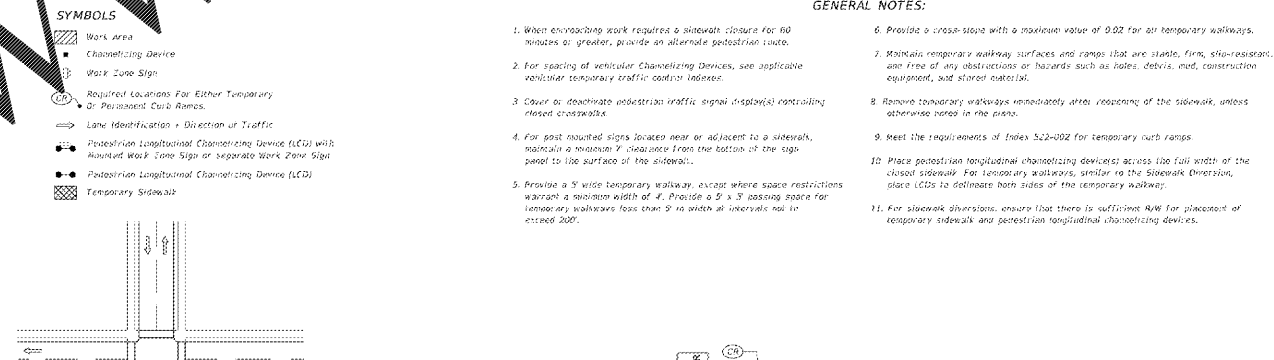 SYMBOLS
Work Area
Channelizing Device
Work Zone Sign
CR
Required Locations For Either Temporary
Or Permanent Curb Ramps.
Lane Identification + Direction of Traffic
Pedestrian Longitudinal Channelizing Device (LCD) with
Mounted Work Zone Sign or Separate Work Zone Sign
Pedestrian Longitudinal Channelizing Device (LCD)
Temporary Sidewalk
GENERAL NOTES:
1. When encroaching work requires a sidewalk closure for 60
minutes or greater, provide an alternate pedestrian route.
2. For spacing of vehicular Channelizing Devices, see applicable
vehicular temporary traffic control Indexes.
3. Cover or deactivate pedestrian traffic signal display(s) controlling
closed crosswalks.
4. For post mounted signs located near or adjacent to a sidewalk,
maintain a minimum 7' clearance from the bottom of the sign
panel to the surface of the sidewalk.
5. Provide a 5' wide temporary walkway, except where space restrictions
warrant a minimum width of 4'. Provide a 5' x 5' passing space for
temporary walkways less than 5' in width at intervals not to
exceed 200'.
6. Provide a cross-slope with a maximum value of 0.02 for all temporary walkways.
7. Maintain temporary walkway surfaces and ramps that are stable, firm, slip-resistant,
and free of any obstructions or hazards such as holes, debris, mud, construction
equipment, and stored material.
8. Remove temporary walkways immediately after reopening of the sidewalk, unless
otherwise noted in the plans.
9. Meet the requirements of Index 522-002 for temporary curb ramps.
10. Place pedestrian longitudinal channelizing device(s) across the full width of the
closed sidewalk. For temporary walkways, similar to the Sidewalk Diversion,
place LCDs to delineate both sides of the temporary walkway.
11. For sidewalk diversions, ensure that there is sufficient R/W for placement of
temporary sidewalk and pedestrian longitudinal channelizing devices.
CR